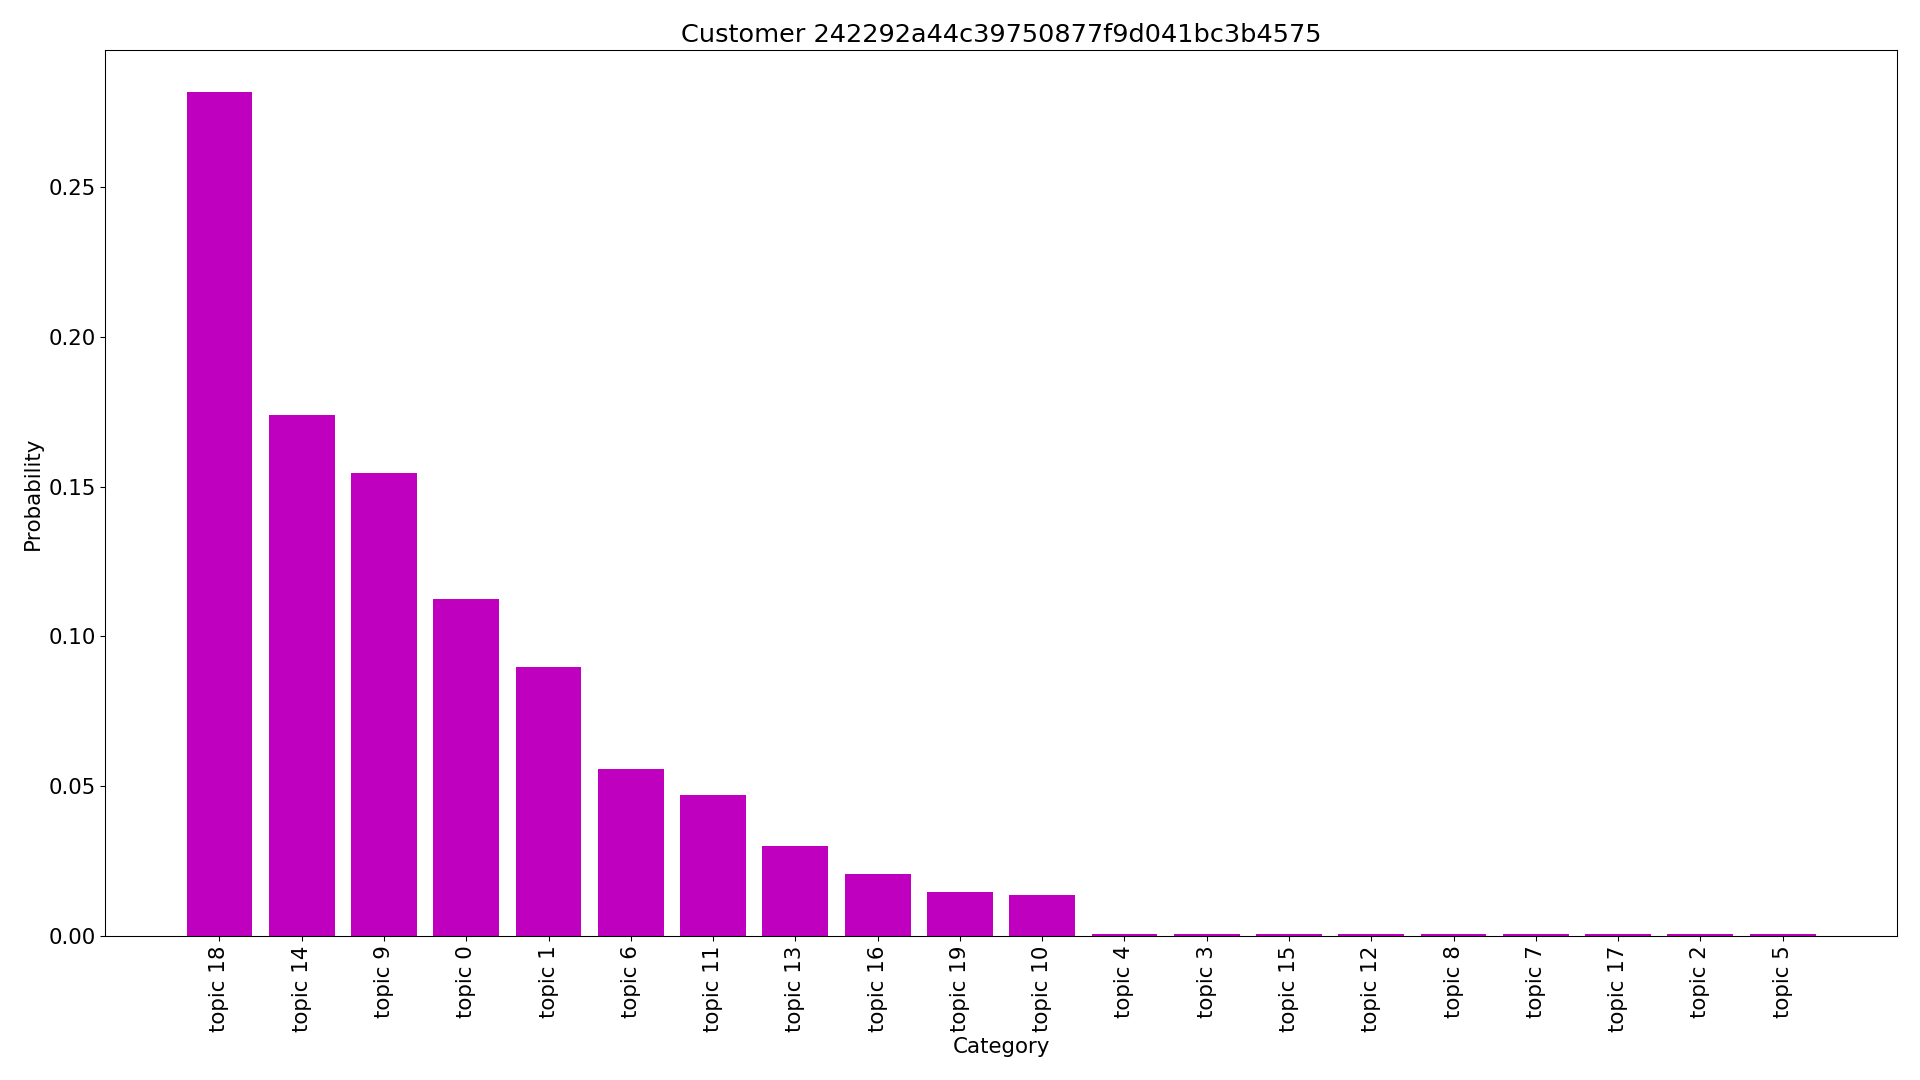 Customer 242292a44c39750877f9d041bc3b4575
Probability
0.25
0.20
0.15
0.10
0.05
0.00
topic 18
topic 14
topic 9
topic 0
topic 1
topic 6
topic 11
topic 13
topic 16
topic 19
topic 10
topic 4
topic 3
topic 15
topic 12
topic 8
topic 7
topic 17
topic 2
topic 5
Category